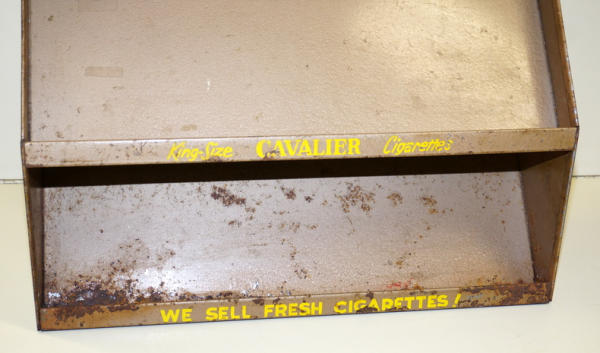 King-Size CAVALIER Cigarettes
WE SELL FRESH CIGARETTES!